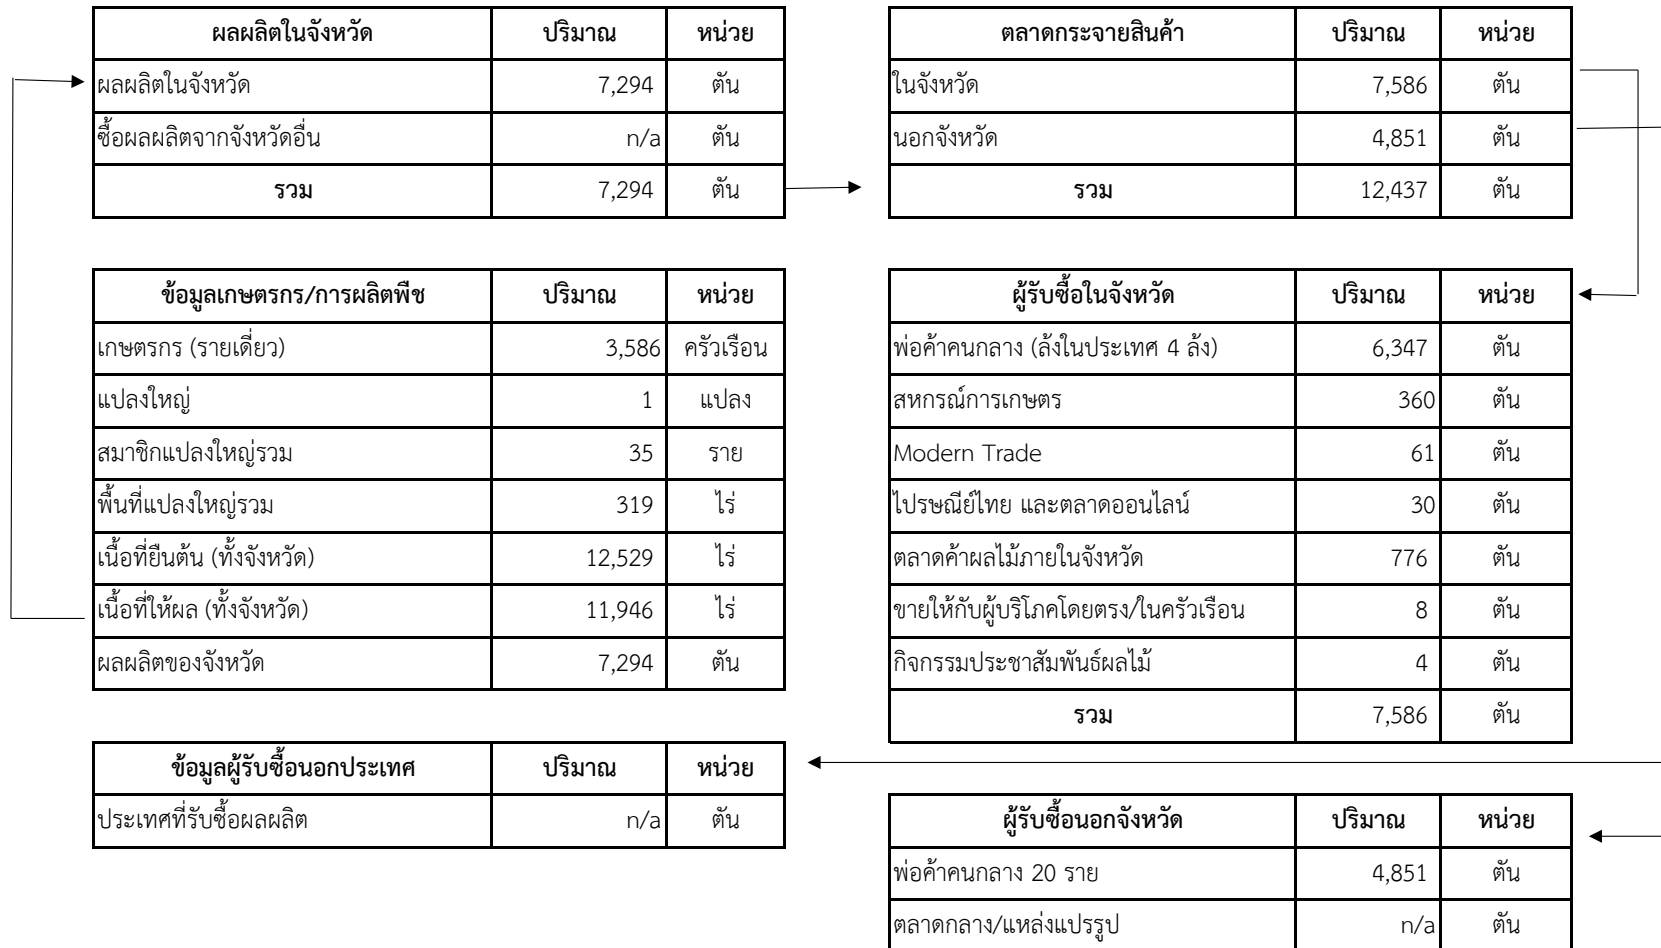 ผลผลิตในจังหวัด ปริมาณ หน่วย
ผลผลิตในจังหวัด 7,294 ตัน
ซื้อผลผลิตจากจังหวัดอื่น n/a ตัน
รวม 7,294 ตัน
ตลาดกระจายสินค้า ปริมาณ หน่วย
ในจังหวัด 7,586 ตัน
นอกจังหวัด 4,851 ตัน
รวม 12,437 ตัน
ข้อมูลเกษตรกร/การผลิตพืช ปริมาณ หน่วย
เกษตรกร (รายเดี่ยว) 3,586 ครัวเรือน
แปลงใหญ่ 1 แปลง
สมาชิกแปลงใหญ่รวม 35 ราย
พื้นที่แปลงใหญ่รวม 319 ไร่
เนื้อที่ยืนต้น (ทั้งจังหวัด) 12,529 ไร่
เนื้อที่ให้ผล (ทั้งจังหวัด) 11,946 ไร่
ผลผลิตของจังหวัด 7,294 ตัน
ผู้รับซื้อในจังหวัด ปริมาณ หน่วย
พ่อค้าคนกลาง (ล้งในประเทศ 4 ล้ง) 6,347 ตัน
สหกรณ์การเกษตร 360 ตัน
Modern Trade 61 ตัน
ไปรษณีย์ไทย และตลาดออนไลน์ 30 ตัน
ตลาดค้าผลไม้ภายในจังหวัด 776 ตัน
ขายให้กับผู้บริโภคโดยตรง/ในครัวเรือน 8 ตัน
กิจกรรมประชาสัมพันธ์ผลไม้ 4 ตัน
รวม 7,586 ตัน
ข้อมูลผู้รับซื้อนอกประเทศ ปริมาณ หน่วย
ประเทศที่รับซื้อผลผลิต n/a ตัน
ผู้รับซื้อนอกจังหวัด ปริมาณ หน่วย
พ่อค้าคนกลาง 20 ราย 4,851 ตัน
ตลาดกลาง/แหล่งแปรรูป n/a ตัน